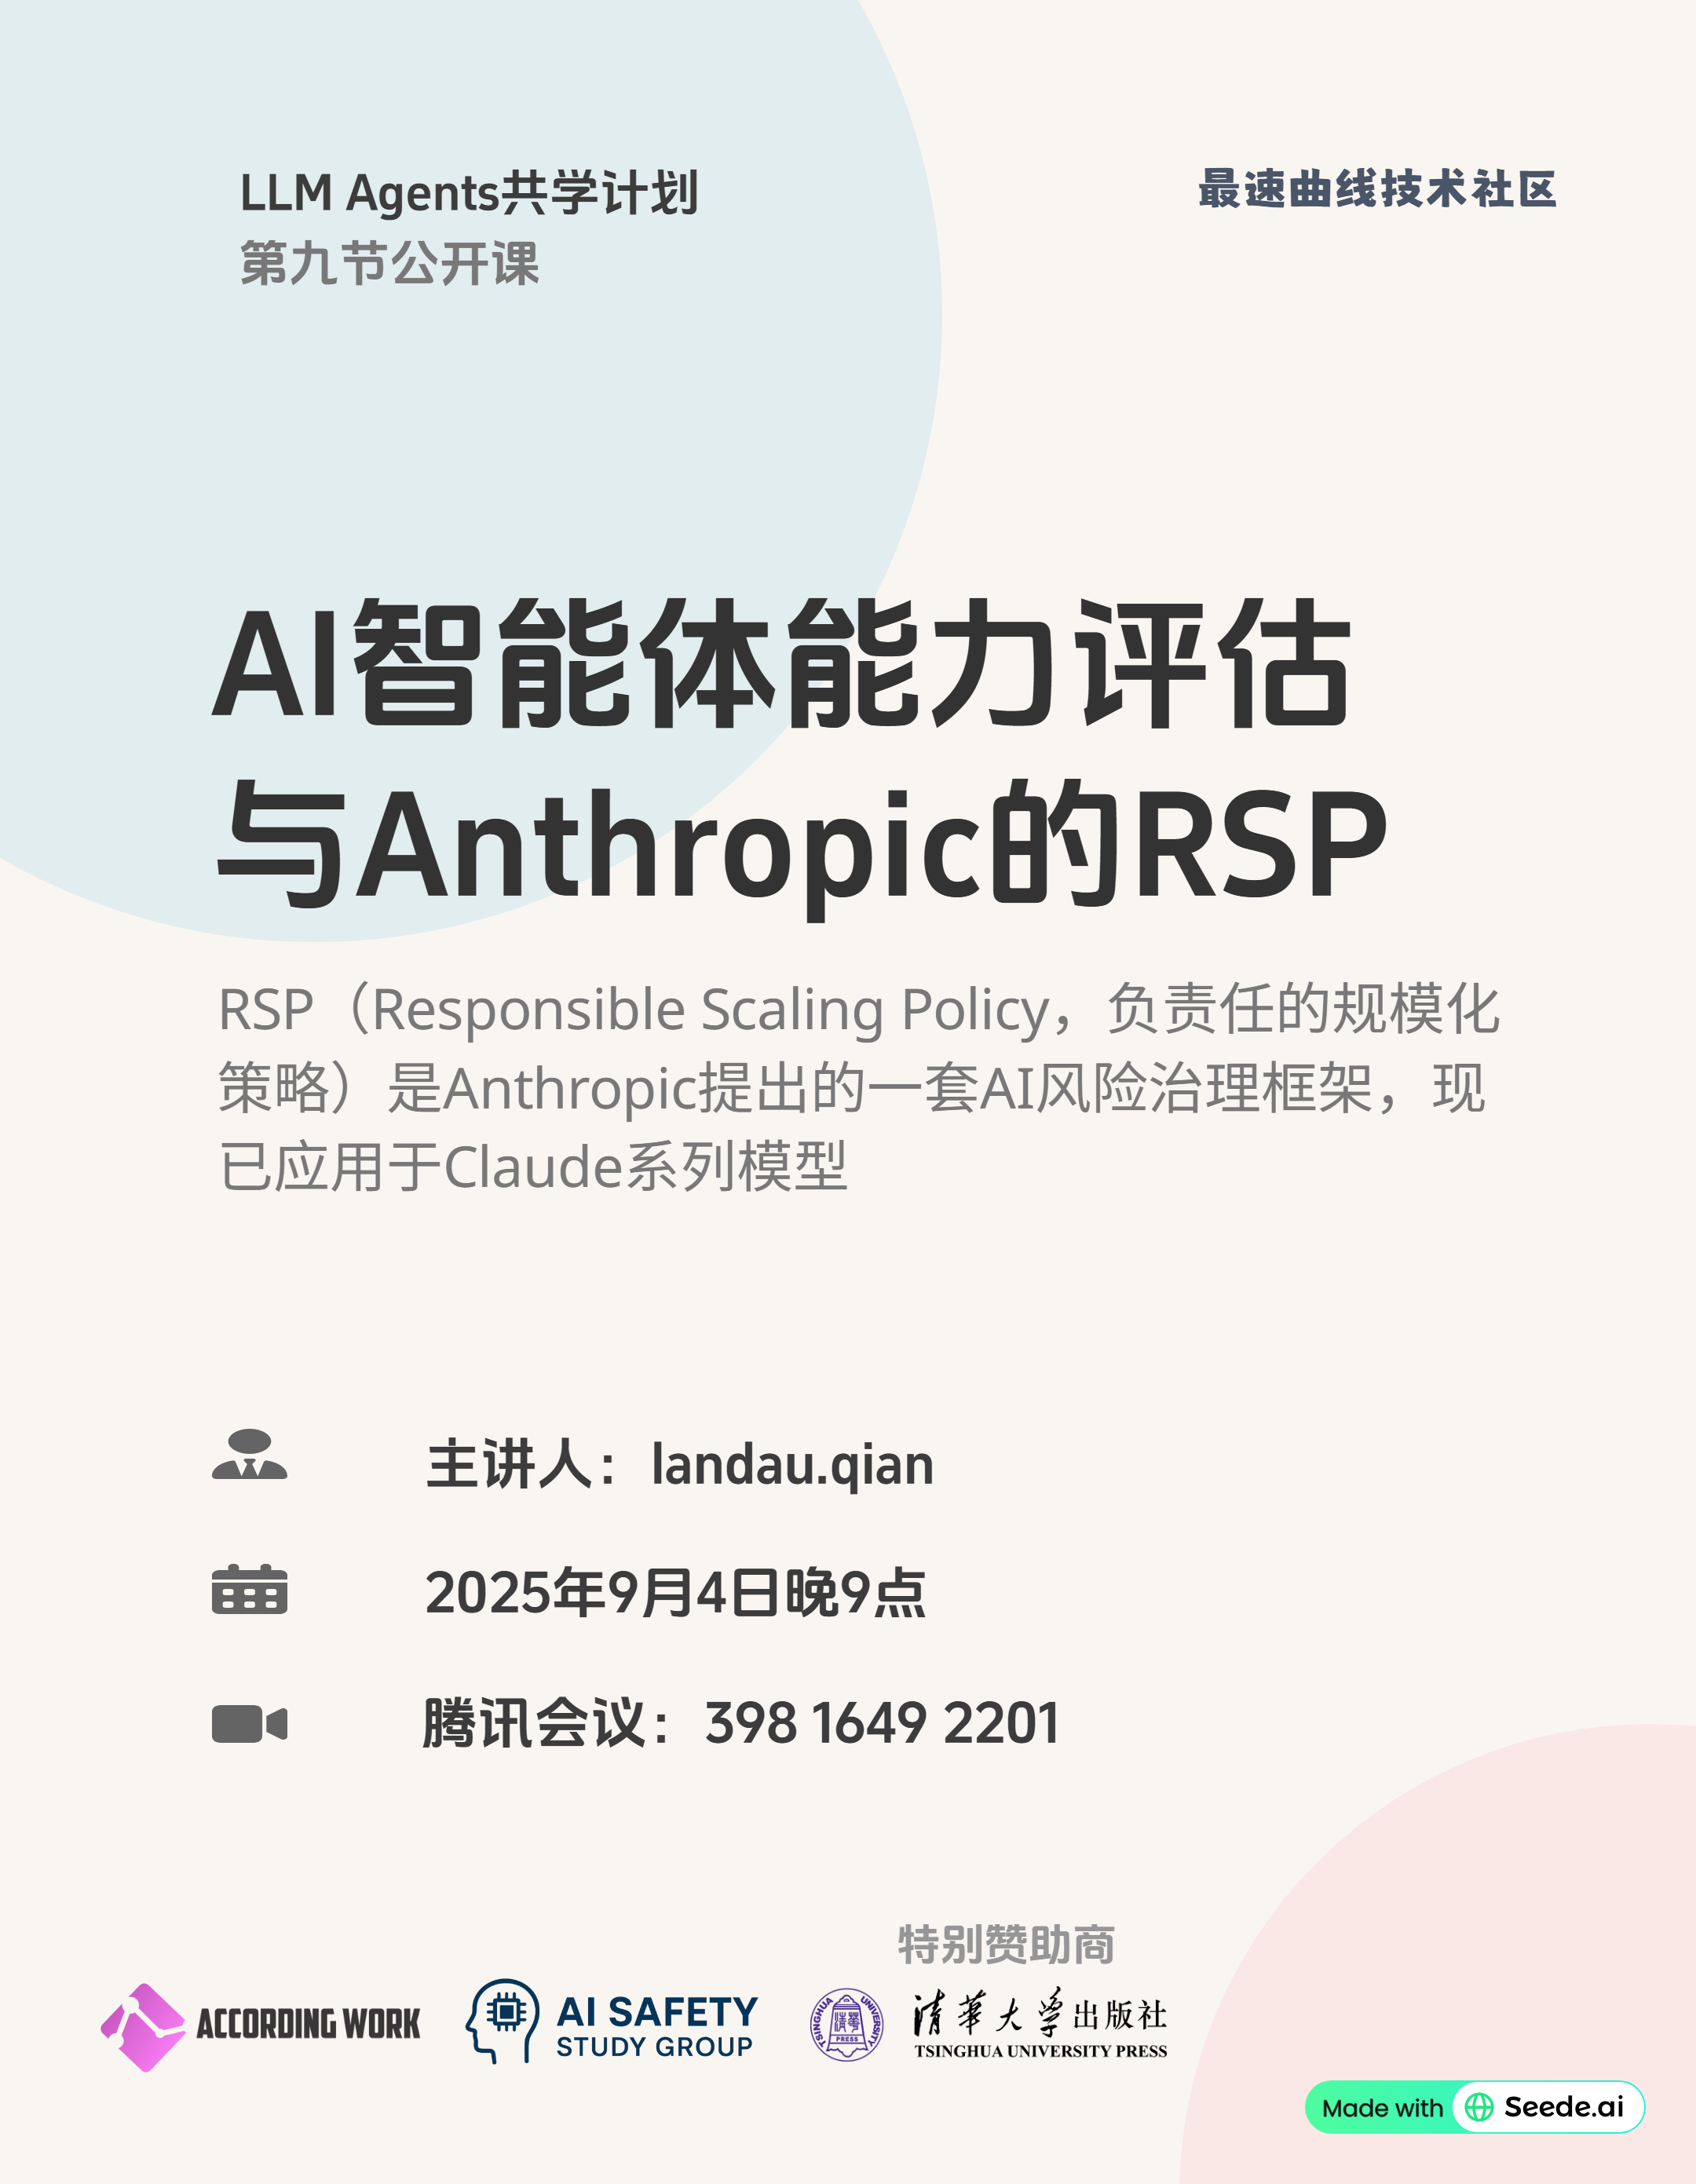 LLM Agents共学计划
最速曲线技术社区
第九节公开课
AI智能体能力评估
与Anthropic的RSP
RSP（Responsible Scaling Policy，负责任的规模化
策略）是Anthropic提出的一套AI风险治理框架，现
已应用于Claude系列模型
主讲人：landau.qian
2025年9月4日晚9点
腾讯会议：398 1649 2201
特别赞助商
ACCORDING WORK
AI SAFETY
STUDY GROUP
TSINGHUA UNIVERSITY
清華
PRESS
清華大学出版社
TSINGHUA UNIVERSITY PRESS
Made with Seede.ai